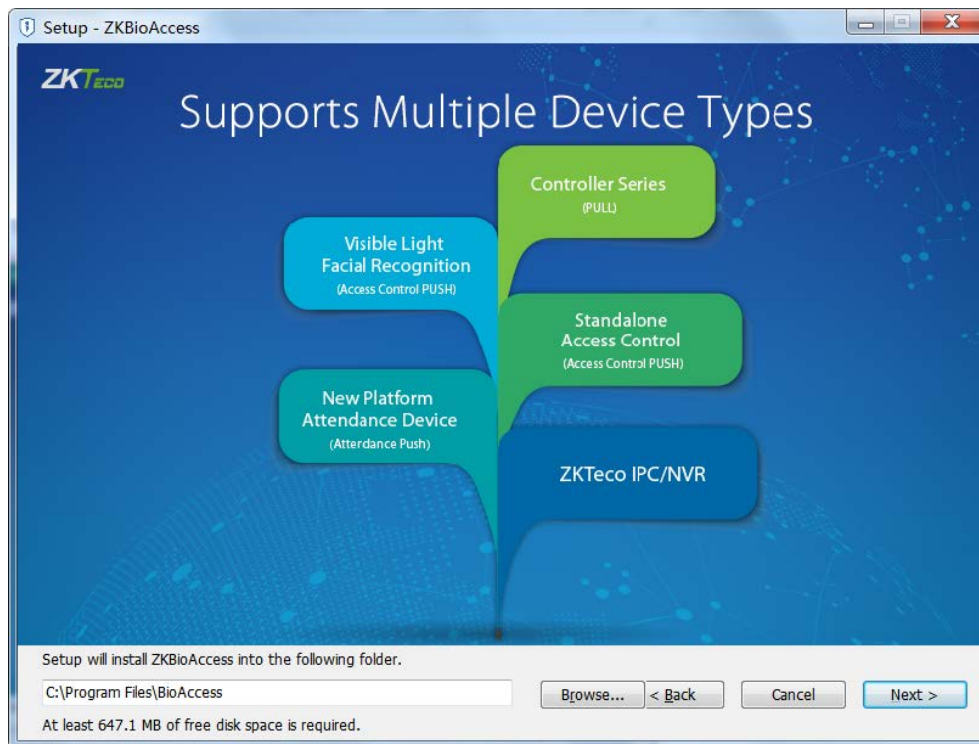 Setup - ZKBioAccess
ZKTeco
Supports Multiple Device Types
Controller Series
(PULL)
Visible Light
Facial Recognition
(Access Control PUSH)
Standalone
Access Control
(Access Control PUSH)
New Platform
Attendance Device
(Atterdance Push)
ZKTeco IPC/NVR
Setup will install ZKBioAccess into the following folder.
C:\Program Files\BioAccess
Browse... < Back Cancel Next >
At least 647.1 MB of free disk space is required.